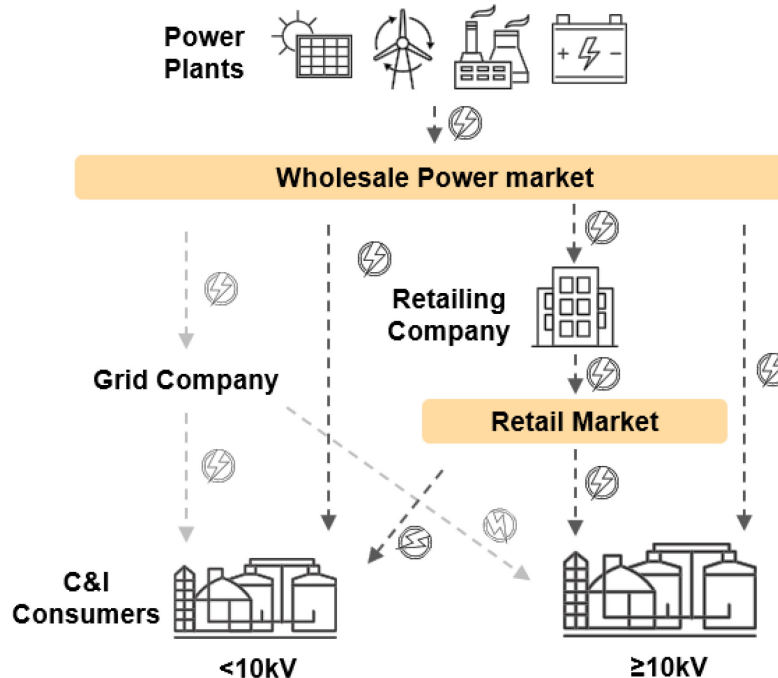 Power
Plants
Wholesale Power market
Retailing
Company
Grid Company
Retail Market
C&I
Consumers
<10kV
≥10kV